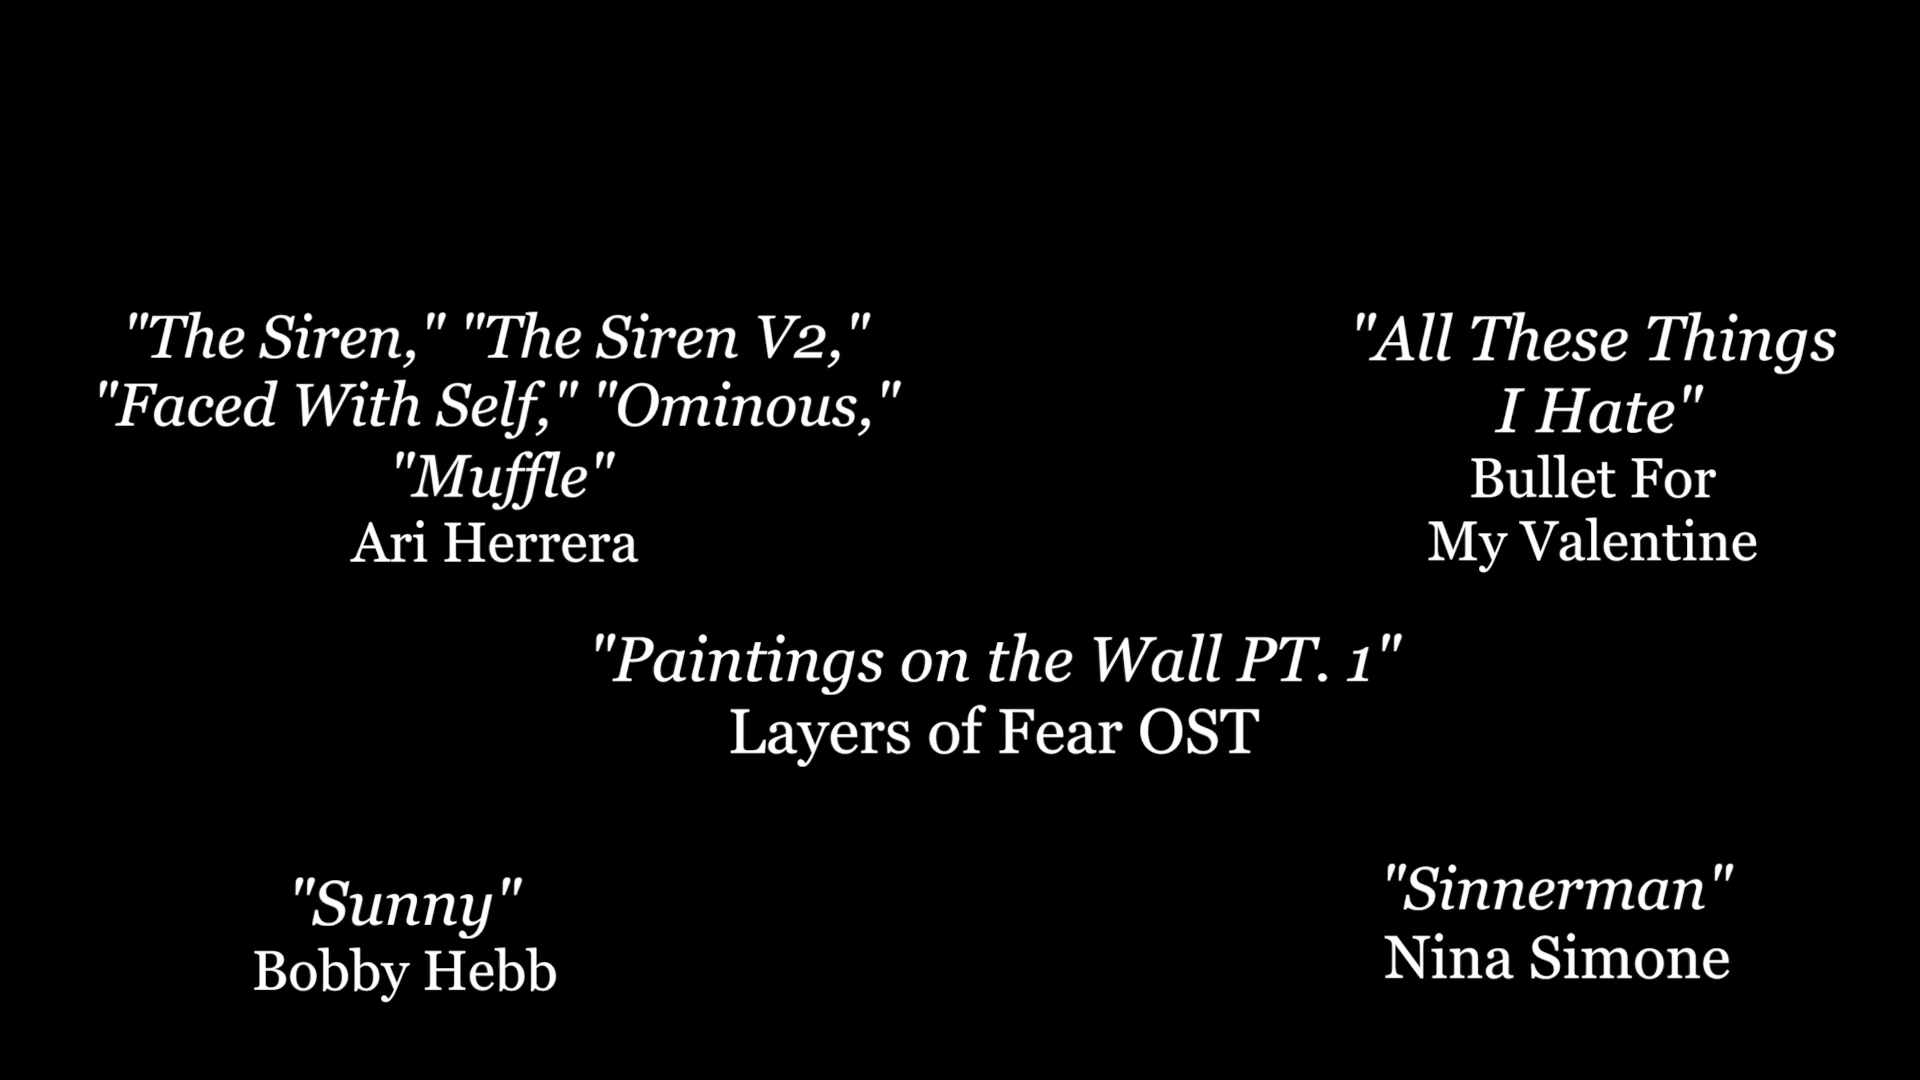 "The Siren," "The Siren V2,"
"Faced With Self," "Ominous,"
"Muffle"
Ari Herrera
"All These Things
I Hate"
Bullet For
My Valentine
"Paintings on the Wall PT. 1"
Layers of Fear OST
"Sunny"
Bobby Hebb
"Sinnerman"
Nina Simone